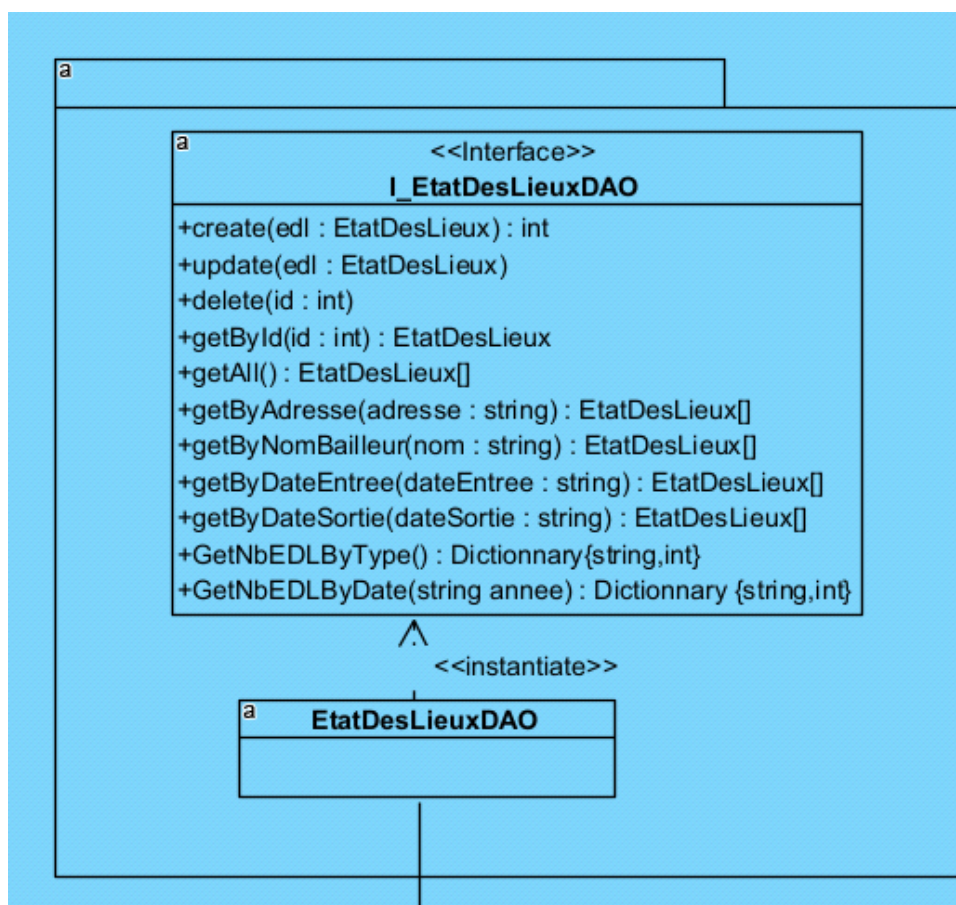 a
a
<<Interface>>
I_EtatDesLieuxDAO
+create(edl : EtatDesLieux) : int
+update(edl : EtatDesLieux)
+delete(id : int)
+getById(id : int) : EtatDesLieux
+getAll() : EtatDesLieux[]
+getByAdresse(adresse : string) : EtatDesLieux[]
+getByNomBailleur(nom : string) : EtatDesLieux[]
+getByDateEntree(dateEntree : string) : EtatDesLieux[]
+getByDateSortie(dateSortie : string) : EtatDesLieux[]
+GetNbEDLByType() : Dictionnary{string,int}
+GetNbEDLByDate(string annee) : Dictionnary {string,int}
<<instantiate>>
a
EtatDesLieuxDAO